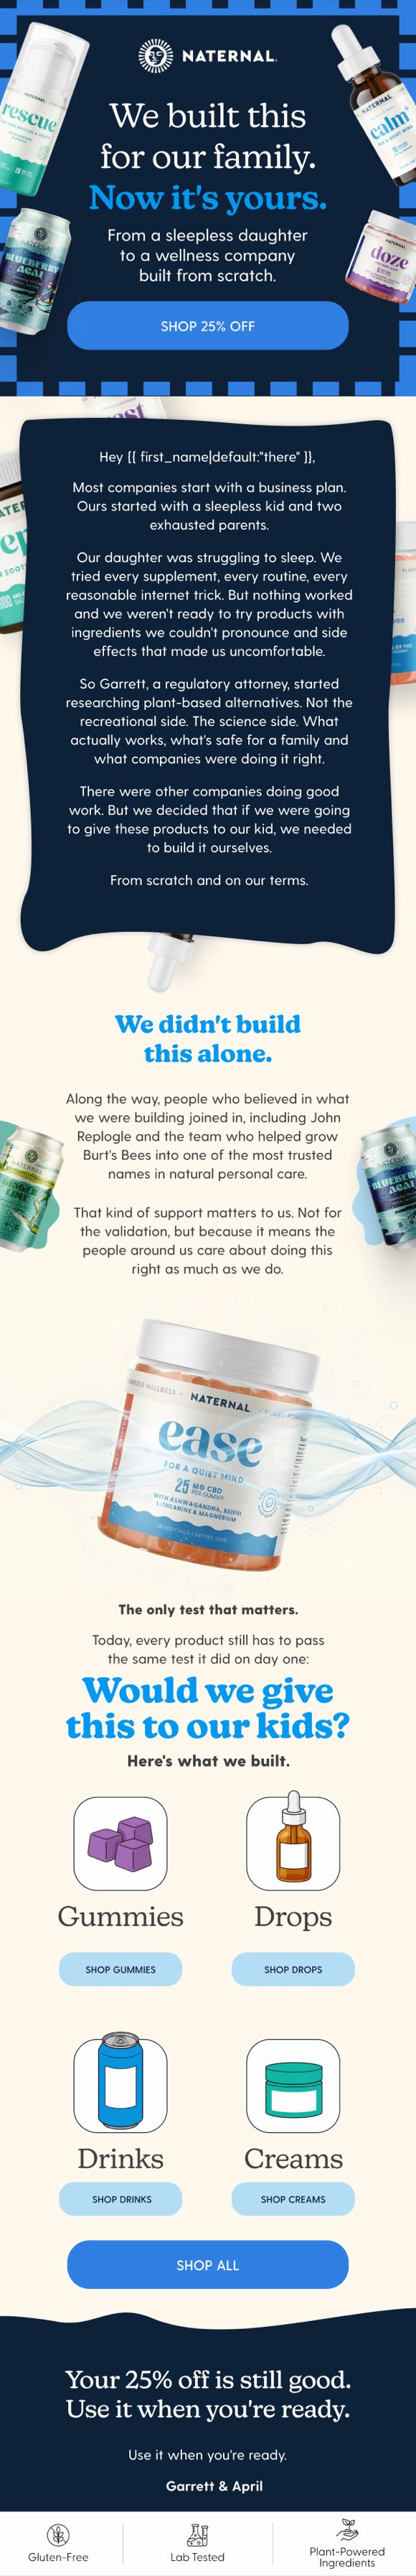 NATERNAL.
rescue
calm
NATERNAL
doze
NATERNAL
BLUEBERRY
ACAI
We built this
for our family.
Now it's yours.
From a sleepless daughter
to a wellness company
built from scratch.
SHOP 25% OFF
Hey {{ first_name|default:"there" }},
Most companies start with a business plan.
Ours started with a sleepless kid and two
exhausted parents.
Our daughter was struggling to sleep. We
tried every supplement, every routine, every
reasonable internet trick. But nothing worked
and we weren't ready to try products with
ingredients we couldn't pronounce and side
effects that made us uncomfortable.
So Garrett, a regulatory attorney, started
researching plant-based alternatives. Not the
recreational side. The science side. What
actually works, what's safe for a family and
what companies were doing it right.
There were other companies doing good
work. But we decided that if we were going
to give these products to our kid, we needed
to build it ourselves.
From scratch and on our terms.
We didn't build
this alone.
Along the way, people who believed in what
we were building joined in, including John
Replogle and the team who helped grow
Burt's Bees into one of the most trusted
names in natural personal care.
That kind of support matters to us. Not for
the validation, but because it means the
people around us care about doing this
right as much as we do.
NATERNAL
ease
FOR A QUIET MIND
25 MG CBD
PER GUMMY
WITH ASHWAGANDHA, REISHI
L-THEANINE & MAGNESIUM
The only test that matters.
Today, every product still has to pass
the same test it did on day one:
Would we give
this to our kids?
Here's what we built.
Gummies
Drops
SHOP GUMMIES
SHOP DROPS
Drinks
Creams
SHOP DRINKS
SHOP CREAMS
SHOP ALL
Your 25% off is still good.
Use it when you're ready.
Use it when you're ready.
Garrett & April
Gluten-Free
Lab Tested
Plant-Powered
Ingredients